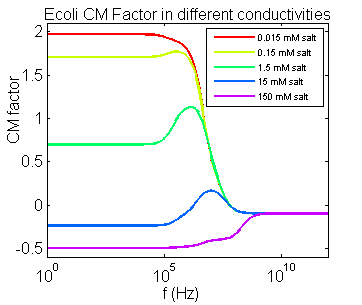 Ecoli CM Factor in different conductivities
2
1.5
1
0.5
0
-0.5
CM factor
0.015 mM salt
0.15 mM salt
1.5 mM salt
15 mM salt
150 mM salt
10^0
10^5
10^10
f (Hz)